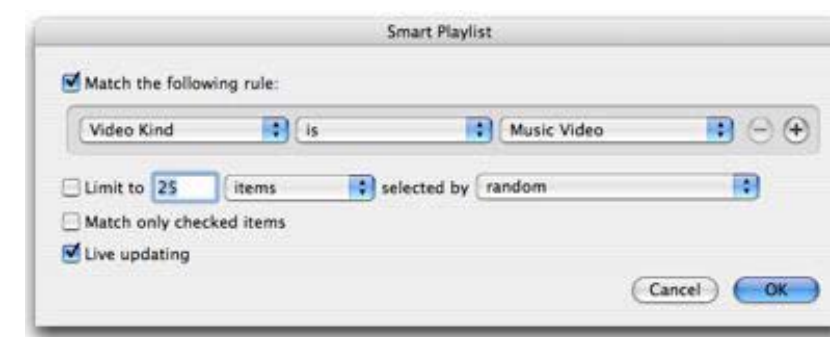 Smart Playlist
Match the following rule:
Video Kind is Music Video
Limit to 25 items selected by random
Match only checked items
Live updating
Cancel OK